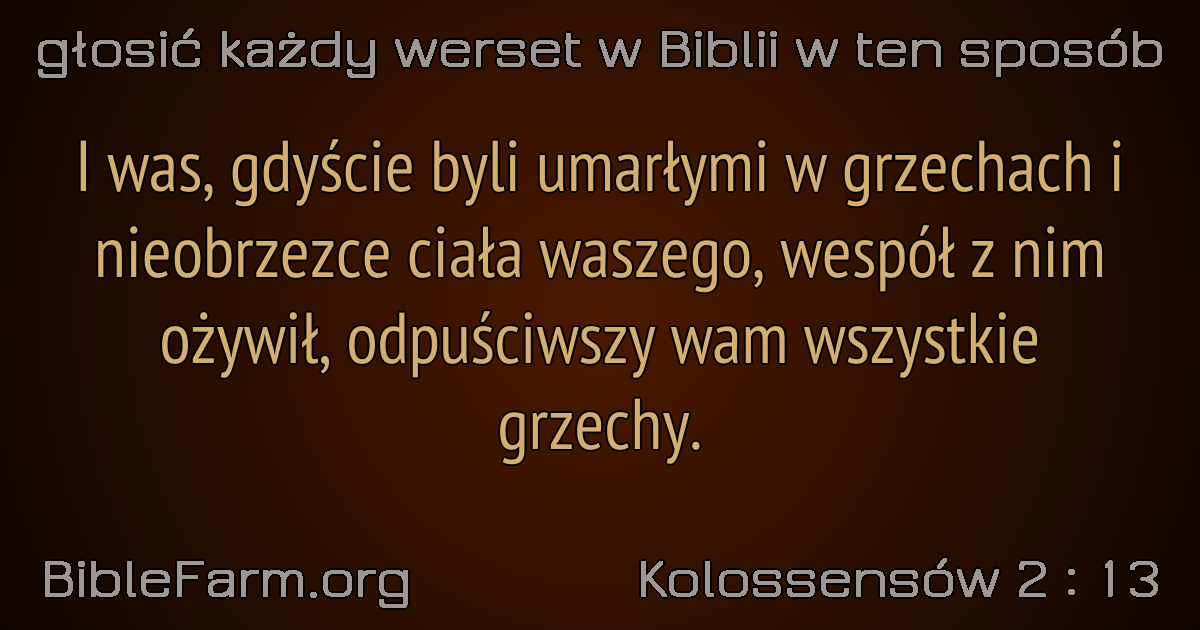 głosić każdy werset w Biblii w ten sposób
I was, gdyście byli umarłymi w grzechach i
nieobrzezce ciała waszego, wespół z nim
ożywił, odpuściwszy wam wszystkie
grzechy.
BibleFarm.org
Kolossensów 2 : 13